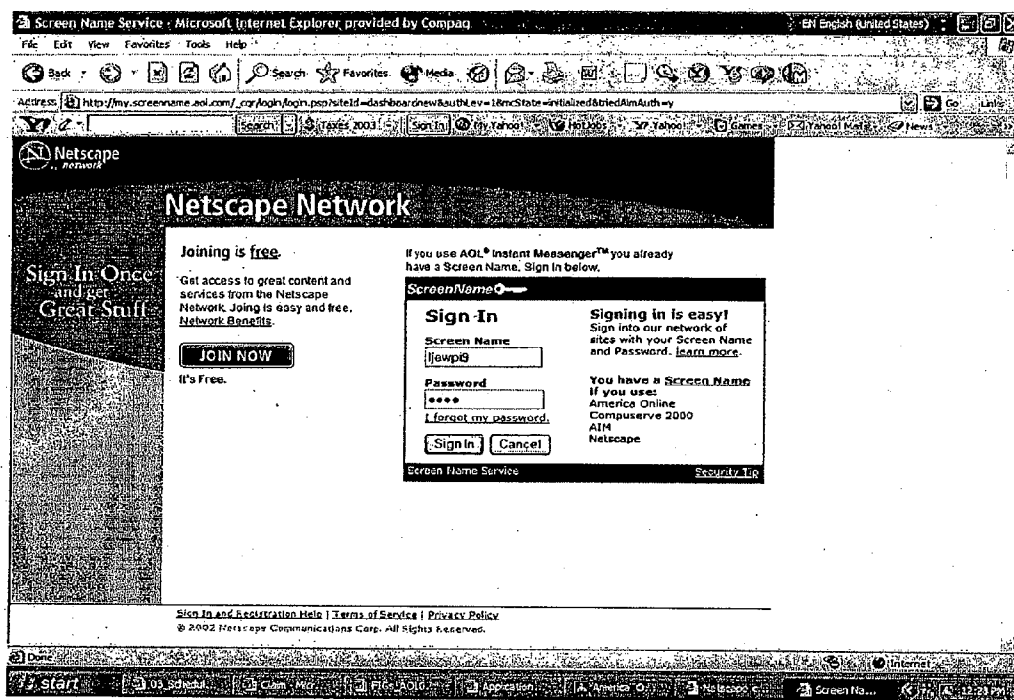 Screen Name Service - Microsoft Internet Explorer provided by Compaq
EN English (United States)
File Edit View Favorites Tools Help
Back Search Favorites Media
Address http://my.screenname.aol.com/_cqr/login/login.psp?siteId=dashboardnew&authLev=1&mcState=initialized&triedAimAuth=y Go Links
Search Taxes 2003 Sign In My Yahoo! HotJobs Yahoo! Games Yahoo! Mail News
Netscape
network
Netscape Network
Sign In Once
and get
Great Stuff
Joining is free.
Get access to great content and
services from the Netscape
Network. Joing is easy and free.
Network Benefits.
JOIN NOW
It's Free.
If you use AOL® Instant Messenger™ you already
have a Screen Name. Sign In below.
ScreenName
Sign In
Screen Name
ljewpi9
Password
••••
I forgot my password.
Sign In Cancel
Signing in is easy!
Sign into our network of
sites with your Screen Name
and Password. learn more.
You have a Screen Name
If you use:
America Online
Compuserve 2000
AIM
Netscape
Screen Name Service Security Tip
Sign In and Registration Help | Terms of Service | Privacy Policy
© 2002 Netscape Communications Corp. All Rights Reserved.
Done Internet
start Application America O... Netscape Screen Na...